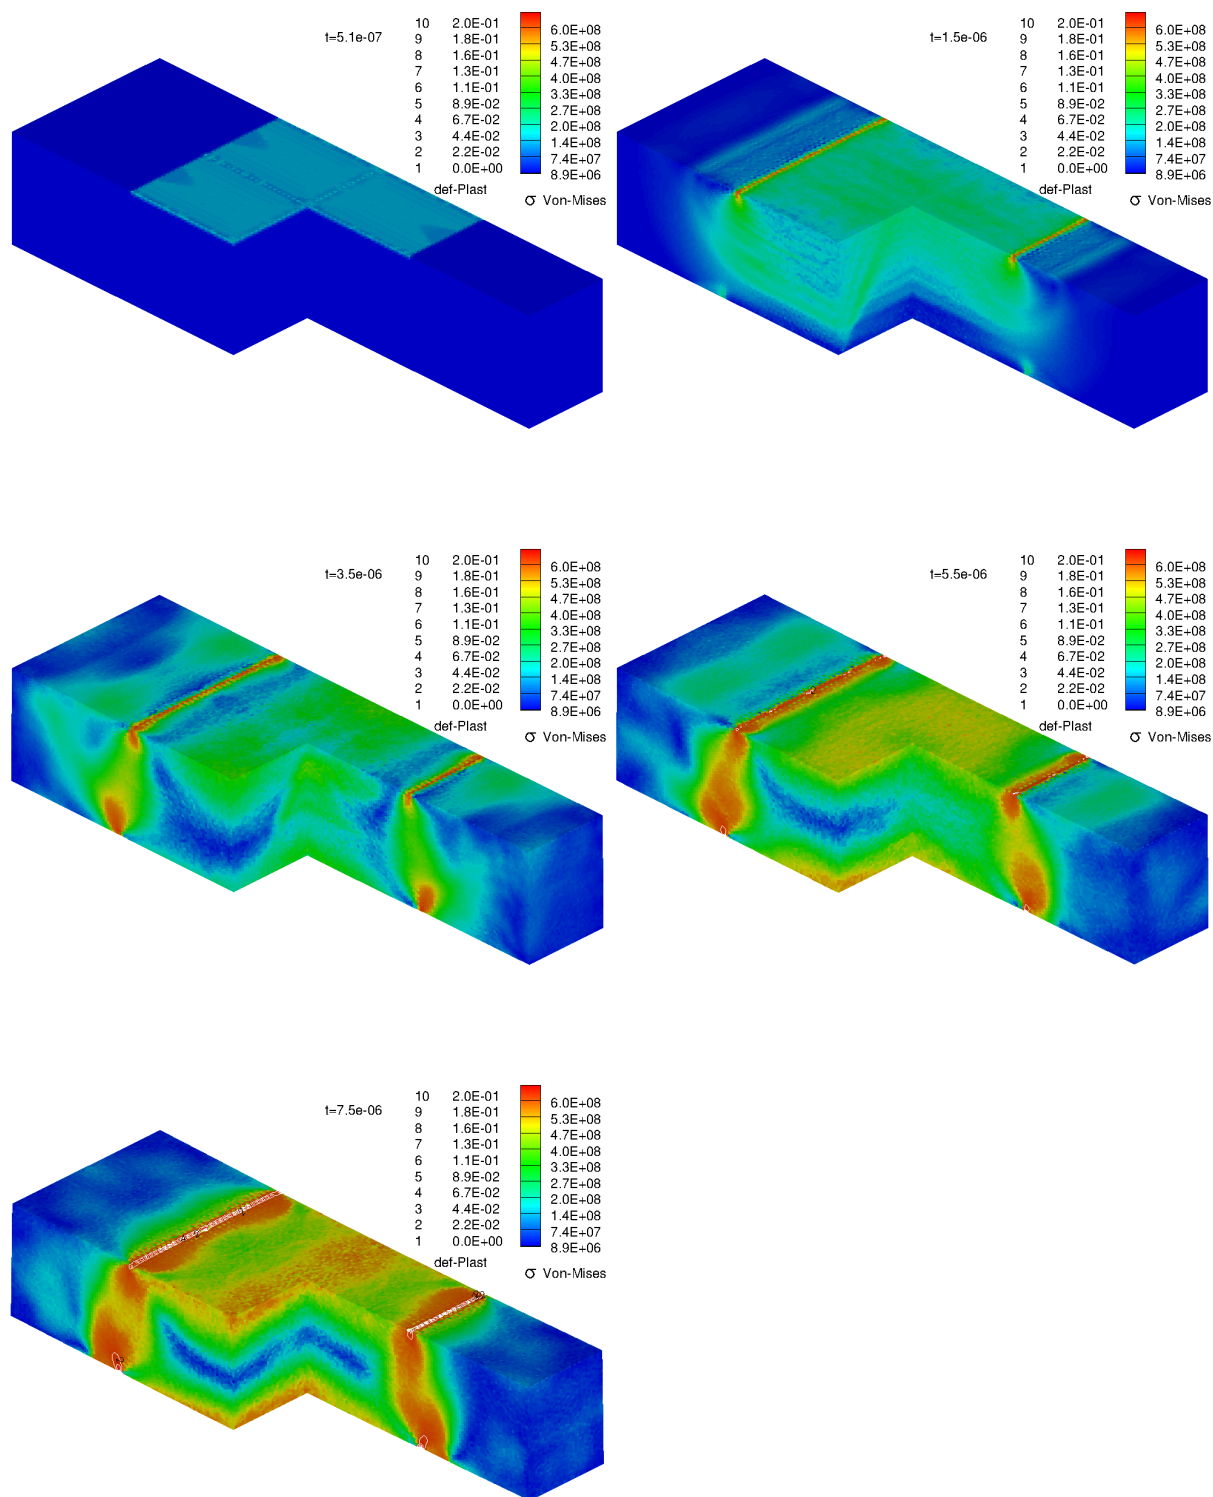 t=5.1e-07
10 2.0E-01
9 1.8E-01
8 1.6E-01
7 1.3E-01
6 1.1E-01
5 8.9E-02
4 6.7E-02
3 4.4E-02
2 2.2E-02
1 0.0E+00
def-Plast
6.0E+08
5.3E+08
4.7E+08
4.0E+08
3.3E+08
2.7E+08
2.0E+08
1.4E+08
7.4E+07
8.9E+06
σ Von-Mises
t=1.5e-06
10 2.0E-01
9 1.8E-01
8 1.6E-01
7 1.3E-01
6 1.1E-01
5 8.9E-02
4 6.7E-02
3 4.4E-02
2 2.2E-02
1 0.0E+00
def-Plast
6.0E+08
5.3E+08
4.7E+08
4.0E+08
3.3E+08
2.7E+08
2.0E+08
1.4E+08
7.4E+07
8.9E+06
σ Von-Mises
t=3.5e-06
10 2.0E-01
9 1.8E-01
8 1.6E-01
7 1.3E-01
6 1.1E-01
5 8.9E-02
4 6.7E-02
3 4.4E-02
2 2.2E-02
1 0.0E+00
def-Plast
6.0E+08
5.3E+08
4.7E+08
4.0E+08
3.3E+08
2.7E+08
2.0E+08
1.4E+08
7.4E+07
8.9E+06
σ Von-Mises
t=5.5e-06
10 2.0E-01
9 1.8E-01
8 1.6E-01
7 1.3E-01
6 1.1E-01
5 8.9E-02
4 6.7E-02
3 4.4E-02
2 2.2E-02
1 0.0E+00
def-Plast
6.0E+08
5.3E+08
4.7E+08
4.0E+08
3.3E+08
2.7E+08
2.0E+08
1.4E+08
7.4E+07
8.9E+06
σ Von-Mises
t=7.5e-06
10 2.0E-01
9 1.8E-01
8 1.6E-01
7 1.3E-01
6 1.1E-01
5 8.9E-02
4 6.7E-02
3 4.4E-02
2 2.2E-02
1 0.0E+00
def-Plast
6.0E+08
5.3E+08
4.7E+08
4.0E+08
3.3E+08
2.7E+08
2.0E+08
1.4E+08
7.4E+07
8.9E+06
σ Von-Mises